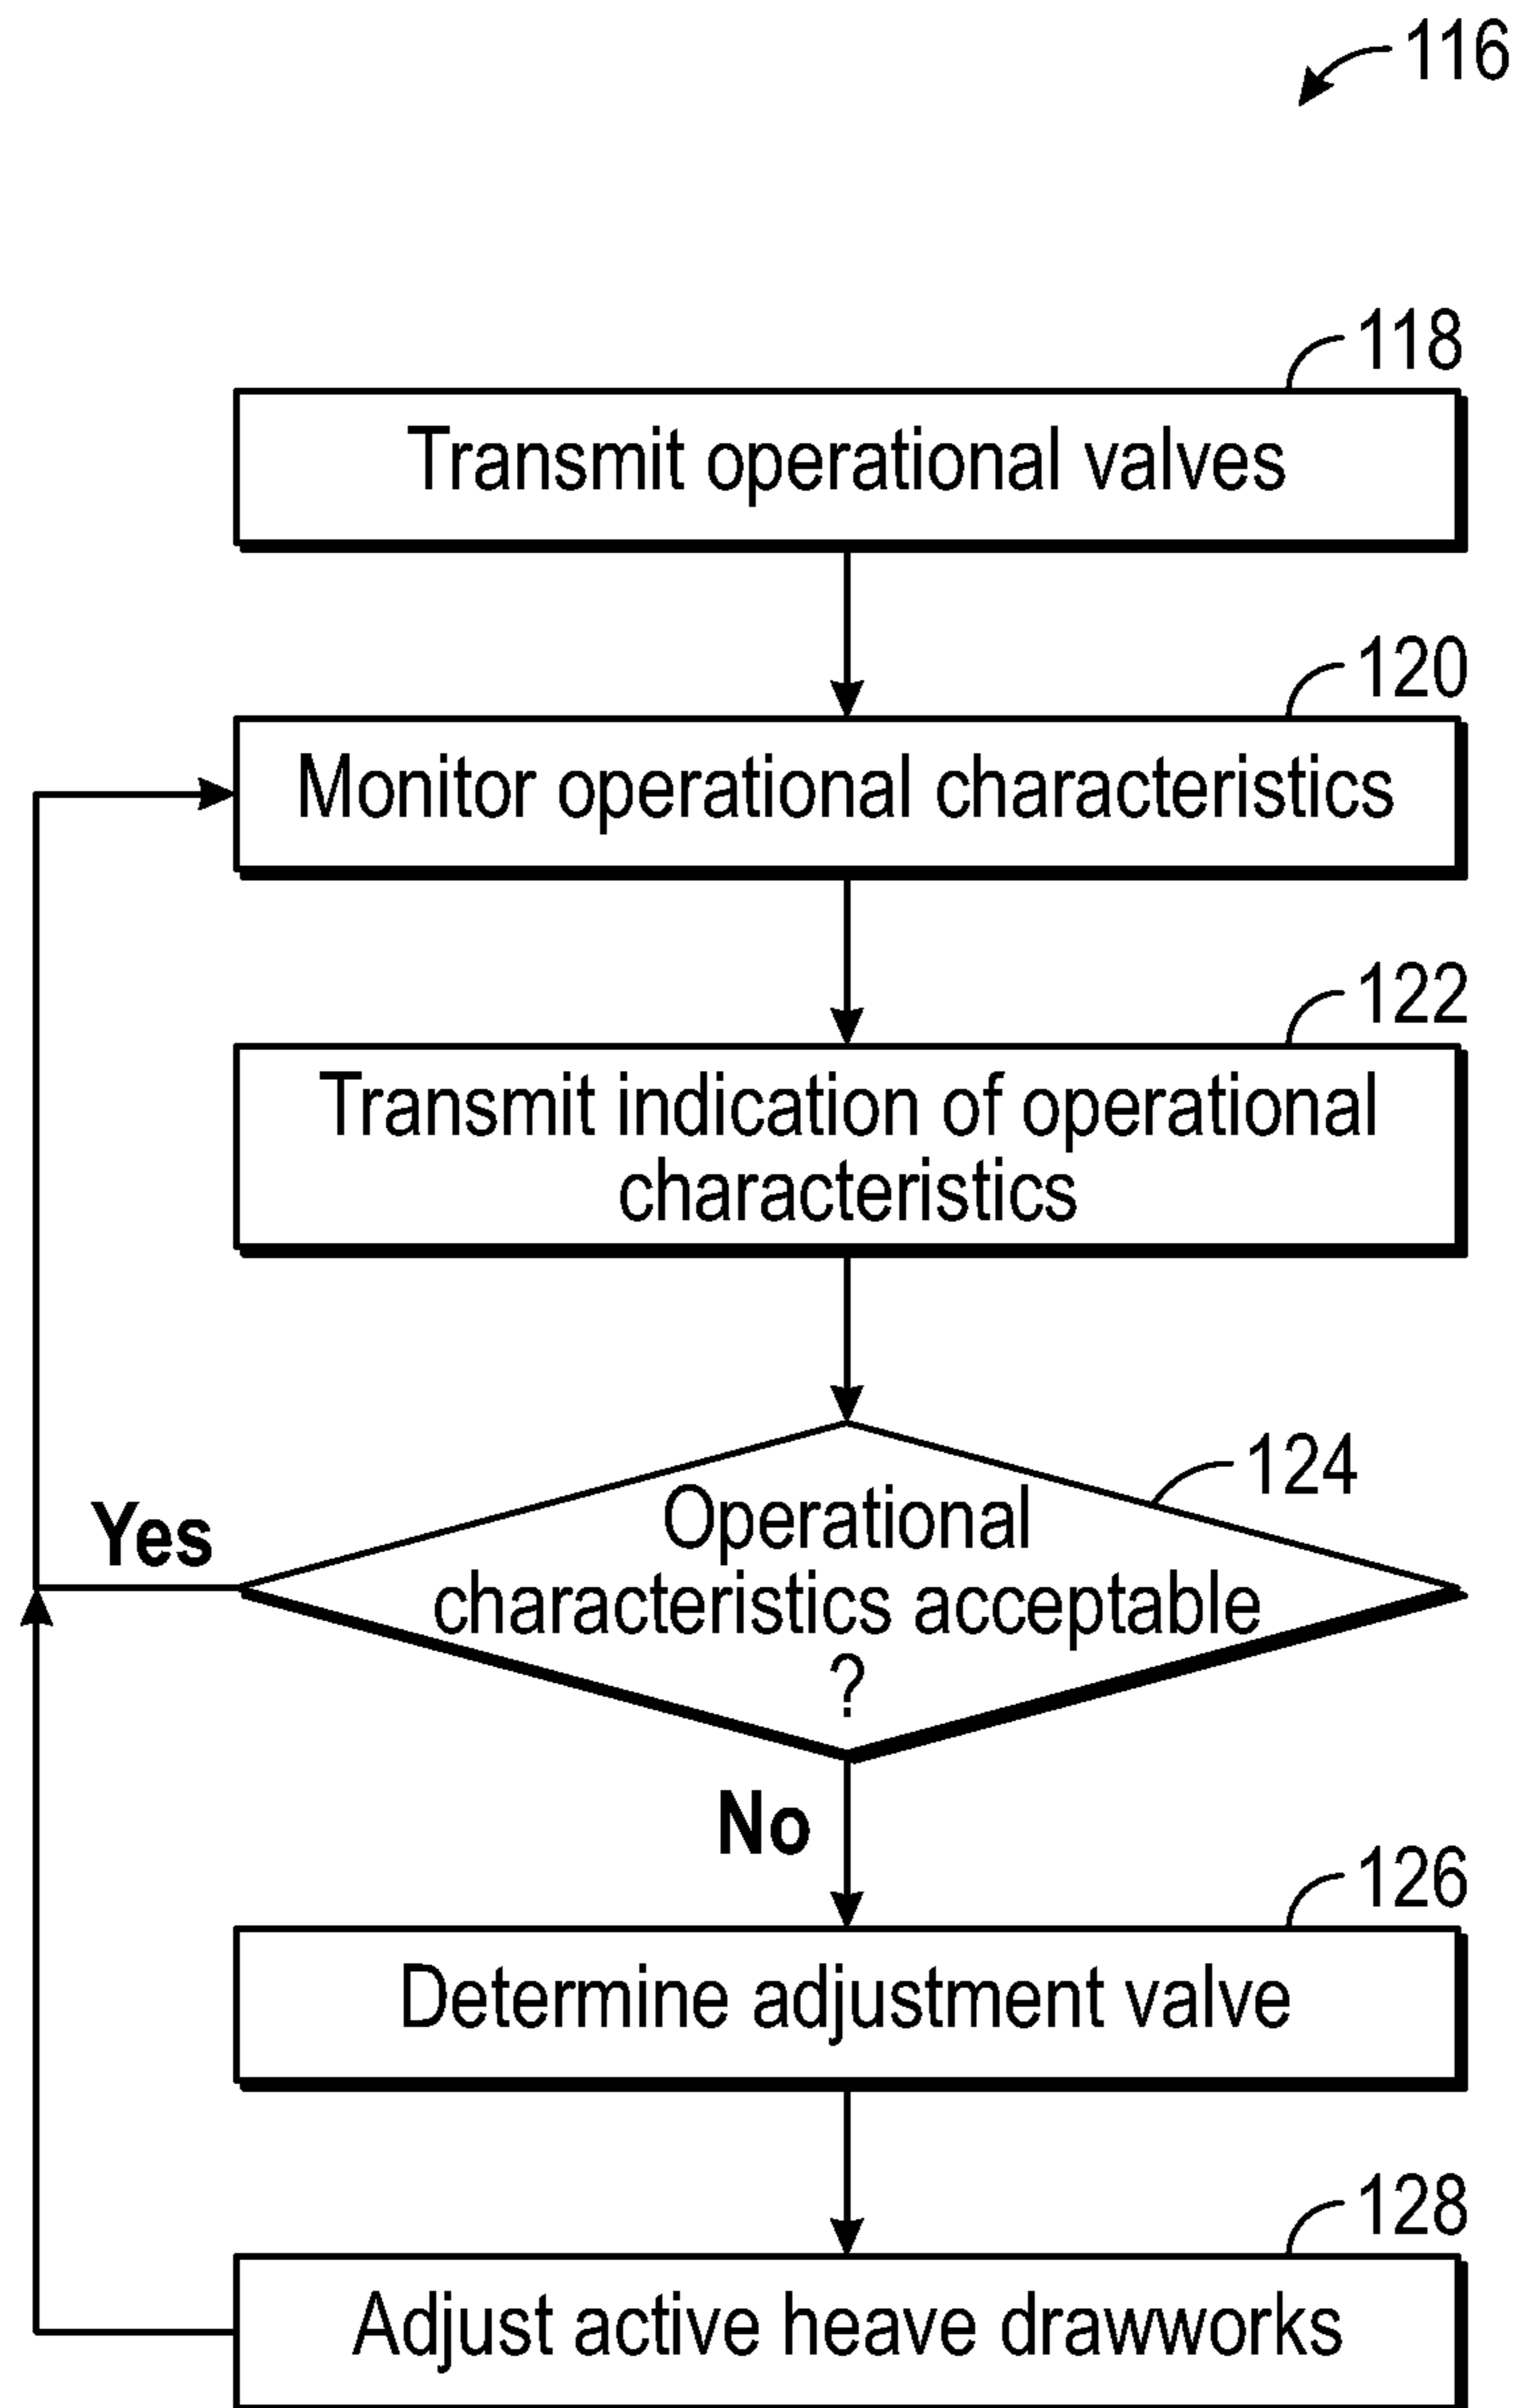 116
118
Transmit operational valves
120
Monitor operational characteristics
122
Transmit indication of operational
characteristics
124
Operational
characteristics acceptable
?
Yes
No
126
Determine adjustment valve
128
Adjust active heave drawworks